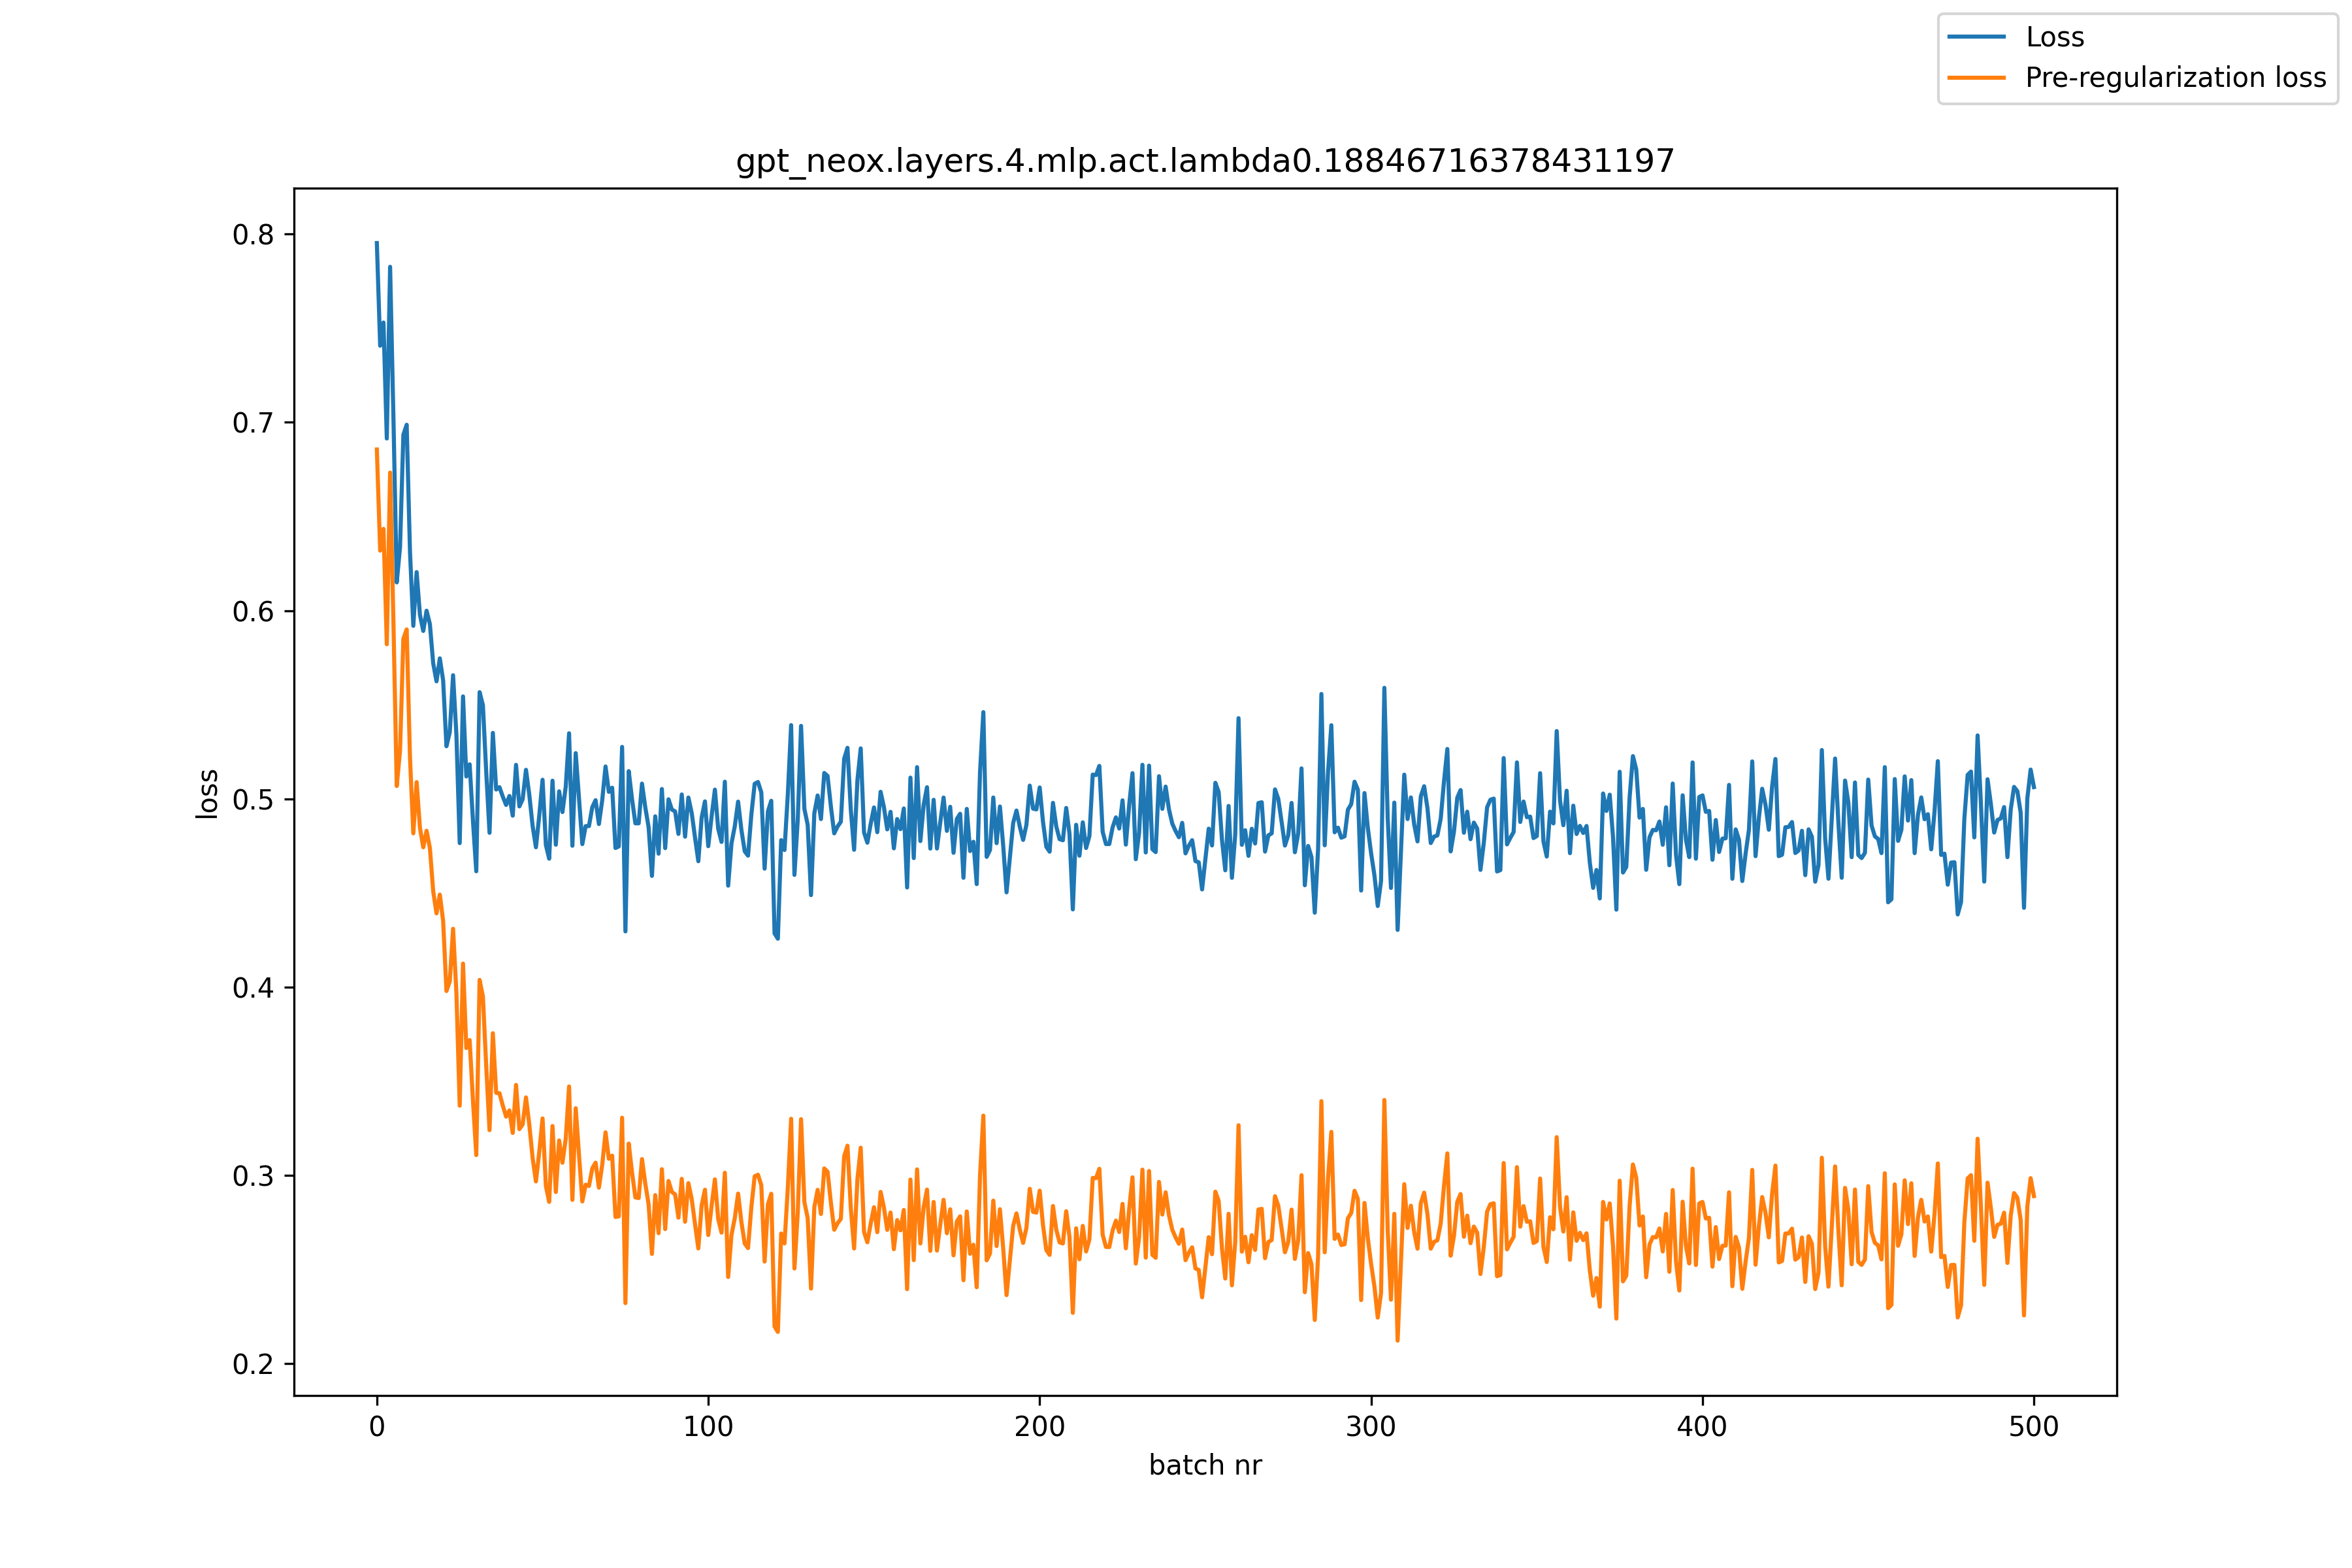 Loss
Pre-regularization loss
gpt_neox.layers.4.mlp.act.lambda0.18846716378431197
0.8
0.7
0.6
0.5
0.4
0.3
0.2
loss
0 100 200 300 400 500
batch nr